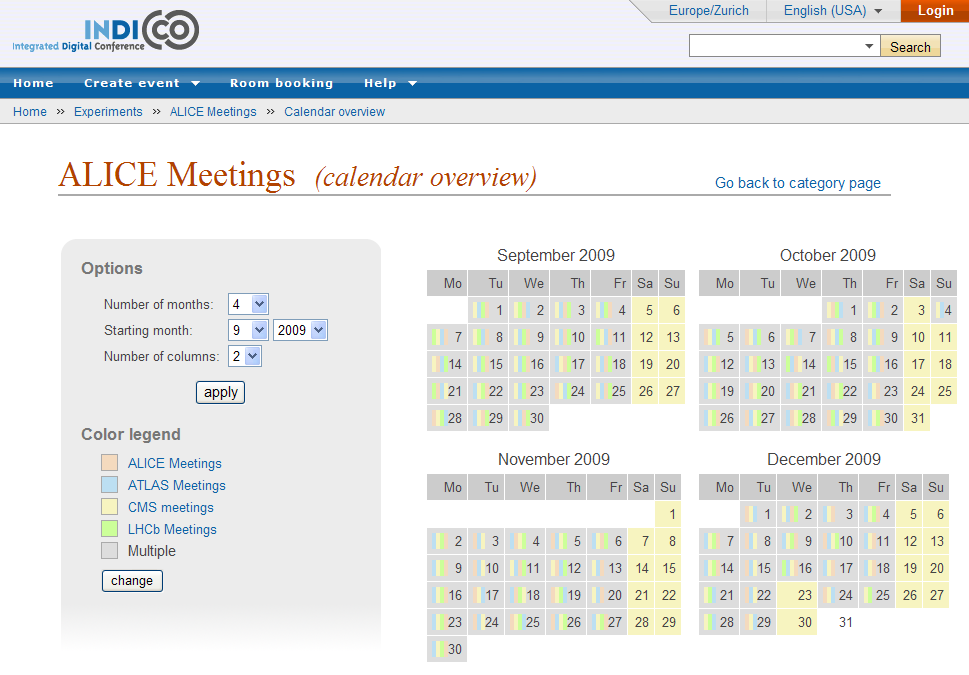 Europe/Zurich English (USA) Login
INDICO
Integrated Digital Conference
Search
Home Create event Room booking Help
Home » Experiments » ALICE Meetings » Calendar overview
ALICE Meetings (calendar overview)
Go back to category page
Options
Number of months: 4
Starting month: 9 2009
Number of columns: 2
apply
Color legend
ALICE Meetings
ATLAS Meetings
CMS meetings
LHCb Meetings
Multiple
change
September 2009
Mo Tu We Th Fr Sa Su
1 2 3 4 5 6
7 8 9 10 11 12 13
14 15 16 17 18 19 20
21 22 23 24 25 26 27
28 29 30
October 2009
Mo Tu We Th Fr Sa Su
1 2 3 4
5 6 7 8 9 10 11
12 13 14 15 16 17 18
19 20 21 22 23 24 25
26 27 28 29 30 31
November 2009
Mo Tu We Th Fr Sa Su
1
2 3 4 5 6 7 8
9 10 11 12 13 14 15
16 17 18 19 20 21 22
23 24 25 26 27 28 29
30
December 2009
Mo Tu We Th Fr Sa Su
1 2 3 4 5 6
7 8 9 10 11 12 13
14 15 16 17 18 19 20
21 22 23 24 25 26 27
28 29 30 31